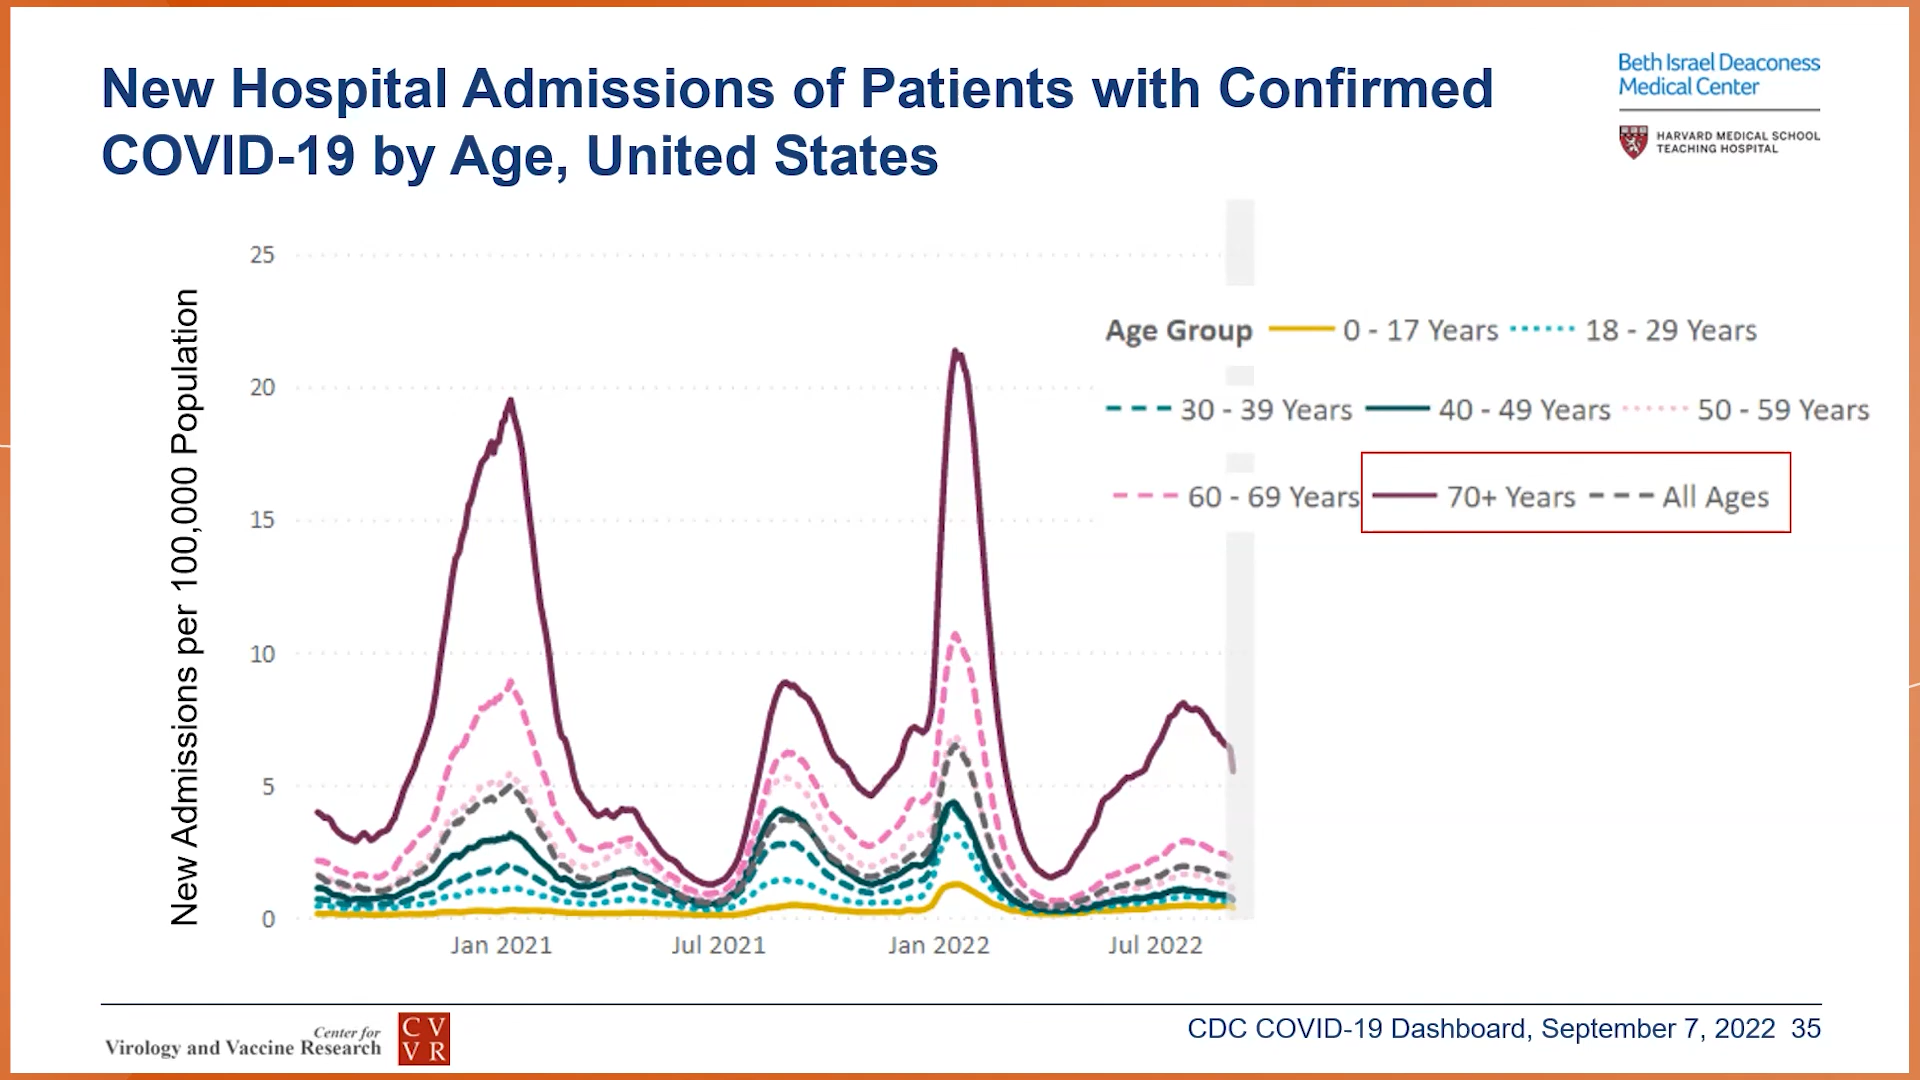 New Hospital Admissions of Patients with Confirmed
COVID-19 by Age, United States
Beth Israel Deaconess
Medical Center
HARVARD MEDICAL SCHOOL
TEACHING HOSPITAL
New Admissions per 100,000 Population
25
20
15
10
5
0
Age Group 0 - 17 Years 18 - 29 Years
30 - 39 Years 40 - 49 Years 50 - 59 Years
60 - 69 Years 70+ Years All Ages
Jan 2021 Jul 2021 Jan 2022 Jul 2022
Center for
Virology and Vaccine Research
C V
V R
CDC COVID-19 Dashboard, September 7, 2022 35